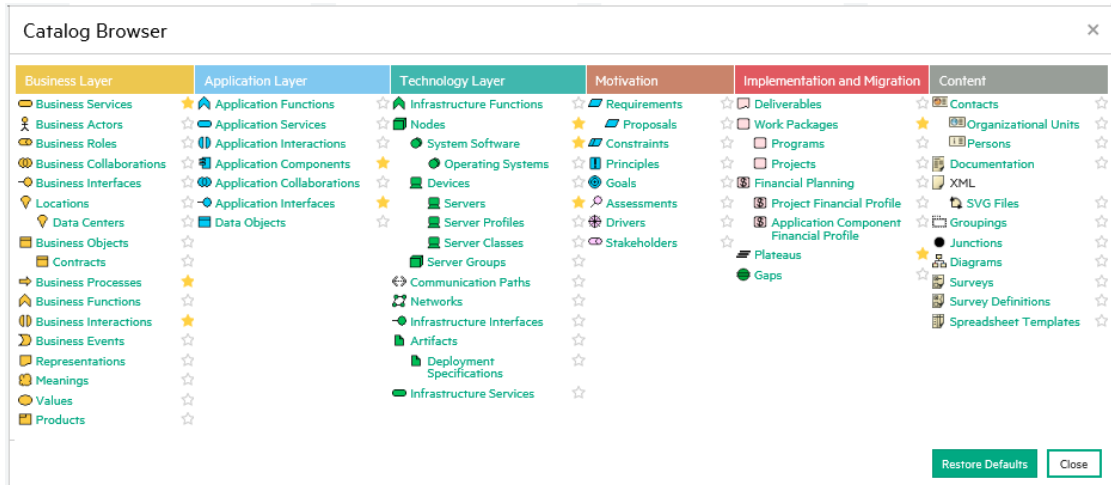 Catalog Browser
Business Layer
Business Services
Business Actors
Business Roles
Business Collaborations
Business Interfaces
Locations
Data Centers
Business Objects
Contracts
Business Processes
Business Functions
Business Interactions
Business Events
Representations
Meanings
Values
Products
Application Layer
Application Functions
Application Services
Application Interactions
Application Components
Application Collaborations
Application Interfaces
Data Objects
Technology Layer
Infrastructure Functions
Nodes
System Software
Operating Systems
Devices
Servers
Server Profiles
Server Classes
Server Groups
Communication Paths
Networks
Infrastructure Interfaces
Artifacts
Deployment
Specifications
Infrastructure Services
Motivation
Requirements
Proposals
Constraints
Principles
Goals
Assessments
Drivers
Stakeholders
Implementation and Migration
Deliverables
Work Packages
Programs
Projects
Financial Planning
Project Financial Profile
Application Component
Financial Profile
Plateaus
Gaps
Content
Contacts
Organizational Units
Persons
Documentation
XML
SVG Files
Groupings
Junctions
Diagrams
Surveys
Survey Definitions
Spreadsheet Templates
Restore Defaults
Close